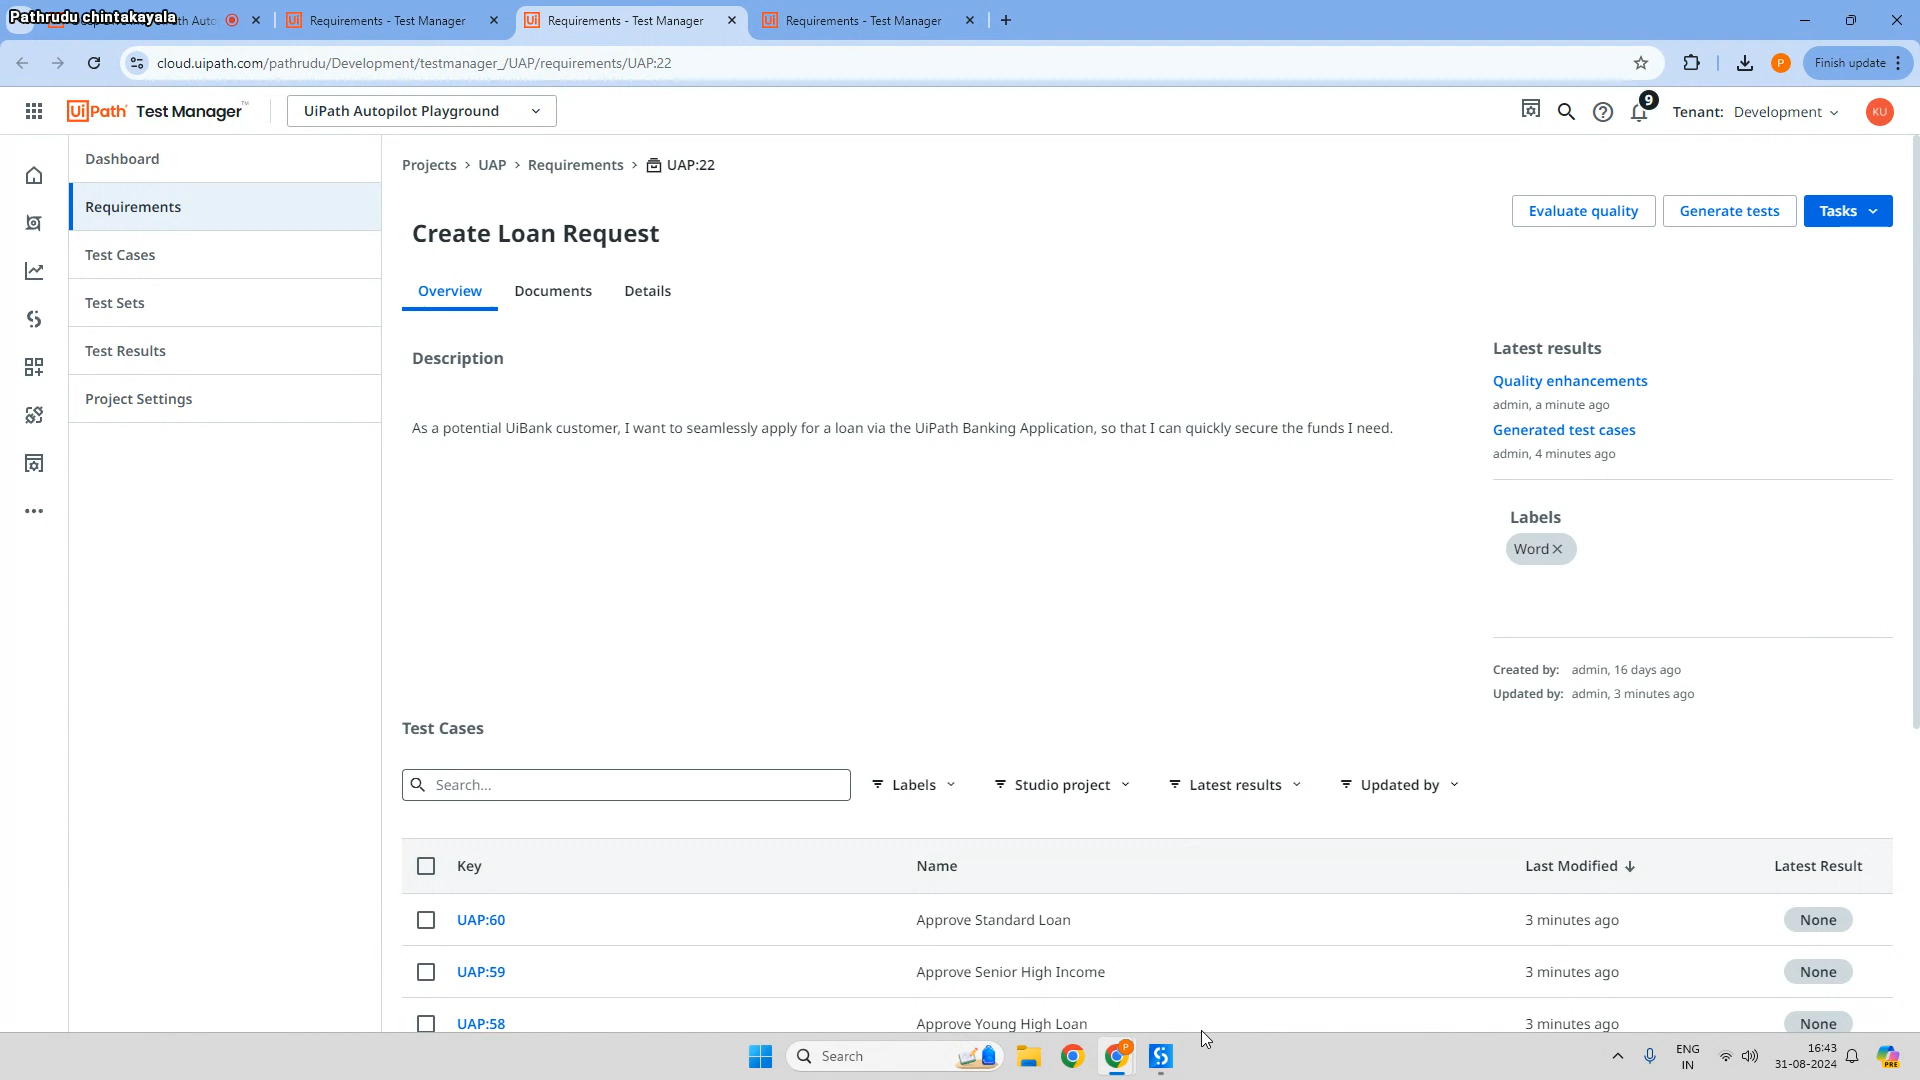 Pathrudu chintakayala
Requirements - Test Manager
Requirements - Test Manager
Requirements - Test Manager
cloud.uipath.com/pathrudu/Development/testmanager_/UAP/requirements/UAP:22
P
Finish update
UiPath Test Manager™
UiPath Autopilot Playground
9
Tenant: Development
KU
Dashboard
Requirements
Test Cases
Test Sets
Test Results
Project Settings
Projects > UAP > Requirements > UAP:22
Evaluate quality
Generate tests
Tasks
Create Loan Request
Overview
Documents
Details
Description
As a potential UiBank customer, I want to seamlessly apply for a loan via the UiPath Banking Application, so that I can quickly secure the funds I need.
Latest results
Quality enhancements
admin, a minute ago
Generated test cases
admin, 4 minutes ago
Labels
Word
Created by: admin, 16 days ago
Updated by: admin, 3 minutes ago
Test Cases
Search...
Labels
Studio project
Latest results
Updated by
Key Name Last Modified Latest Result
UAP:60 Approve Standard Loan 3 minutes ago None
UAP:59 Approve Senior High Income 3 minutes ago None
UAP:58 Approve Young High Loan 3 minutes ago None
Search
ENG
IN
16:43
31-08-2024